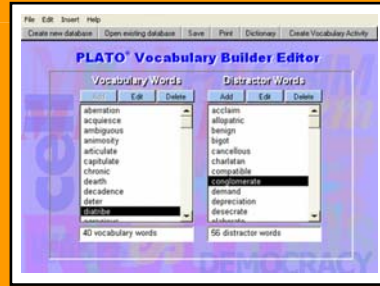 File Edit Insert Help
Create new database Open existing database Save Print Dictionary Create Vocabulary Activity
PLATO® Vocabulary Builder Editor
Vocabulary Words
Add Edit Delete
aberration
acquiesce
ambiguous
animosity
articulate
capitulate
chronic
dearth
decadence
deter
diatribe
40 vocabulary words
Distractor Words
Add Edit Delete
acclaim
allopatric
benign
bigot
cancellous
charlatan
compatible
conglomerate
demand
depreciation
desecrate
56 distractor words
cell
DEMOCRACY